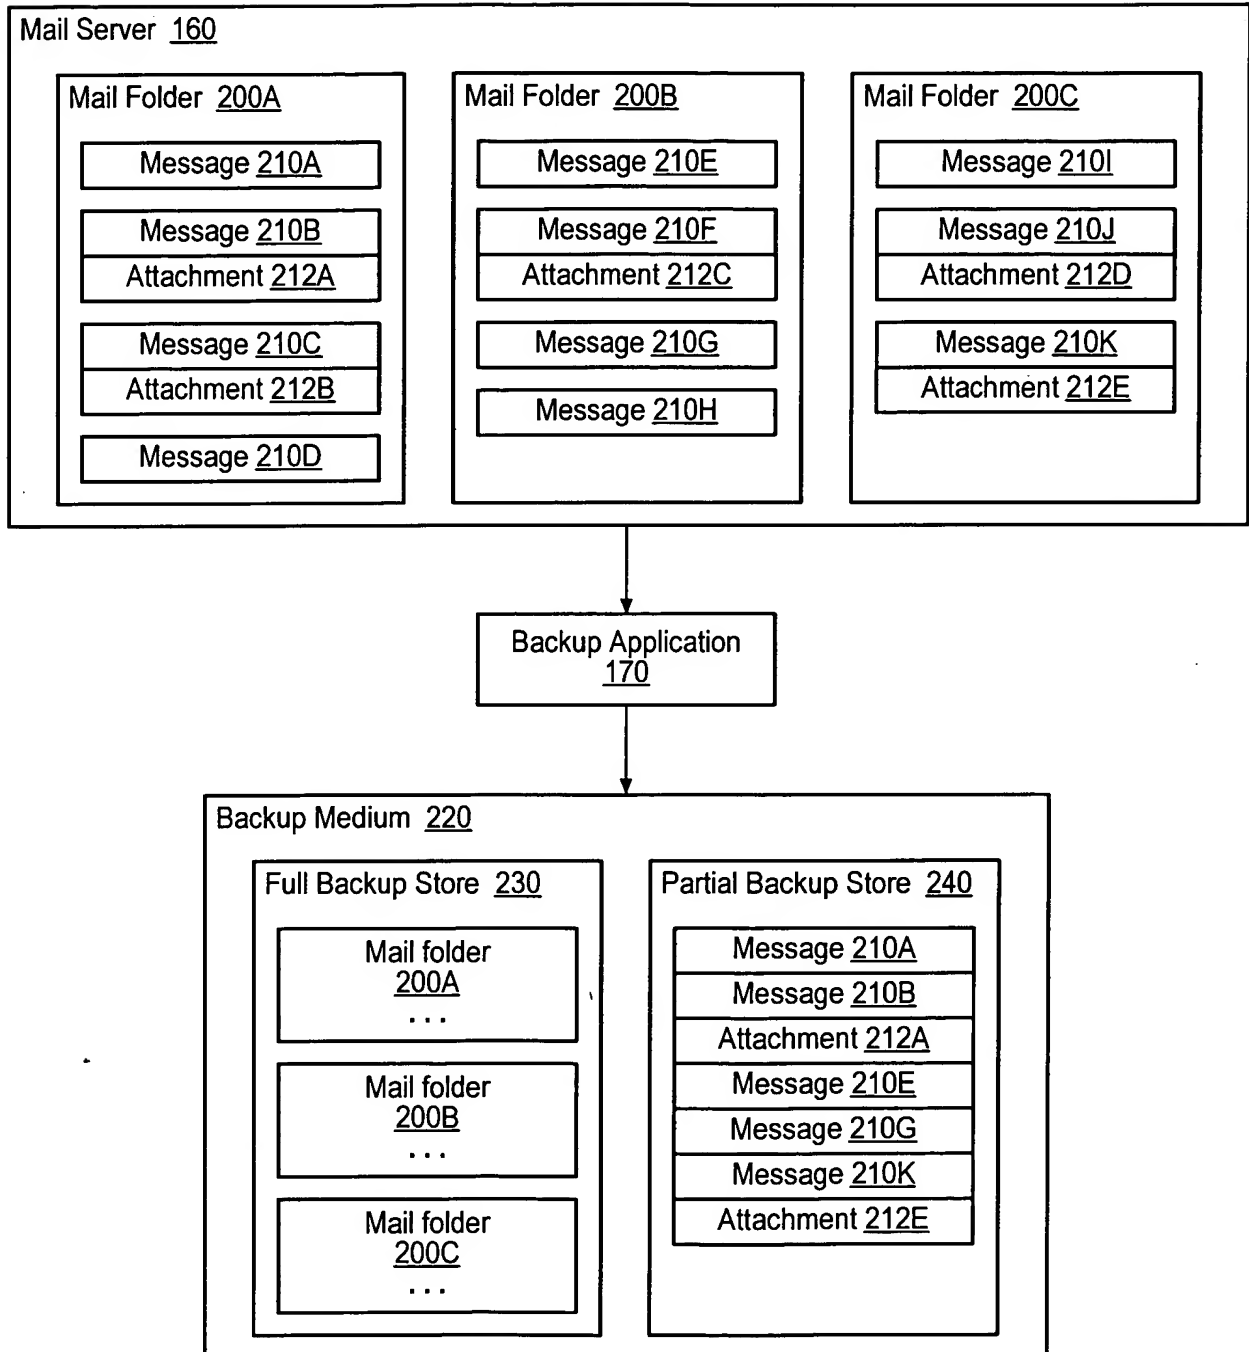 Mail Server 160
Mail Folder 200A
Message 210A
Message 210B
Attachment 212A
Message 210C
Attachment 212B
Message 210D
Mail Folder 200B
Message 210E
Message 210F
Attachment 212C
Message 210G
Message 210H
Mail Folder 200C
Message 210I
Message 210J
Attachment 212D
Message 210K
Attachment 212E
Backup Application
170
Backup Medium 220
Full Backup Store 230
Mail folder
200A
...
Mail folder
200B
...
Mail folder
200C
...
Partial Backup Store 240
Message 210A
Message 210B
Attachment 212A
Message 210E
Message 210G
Message 210K
Attachment 212E